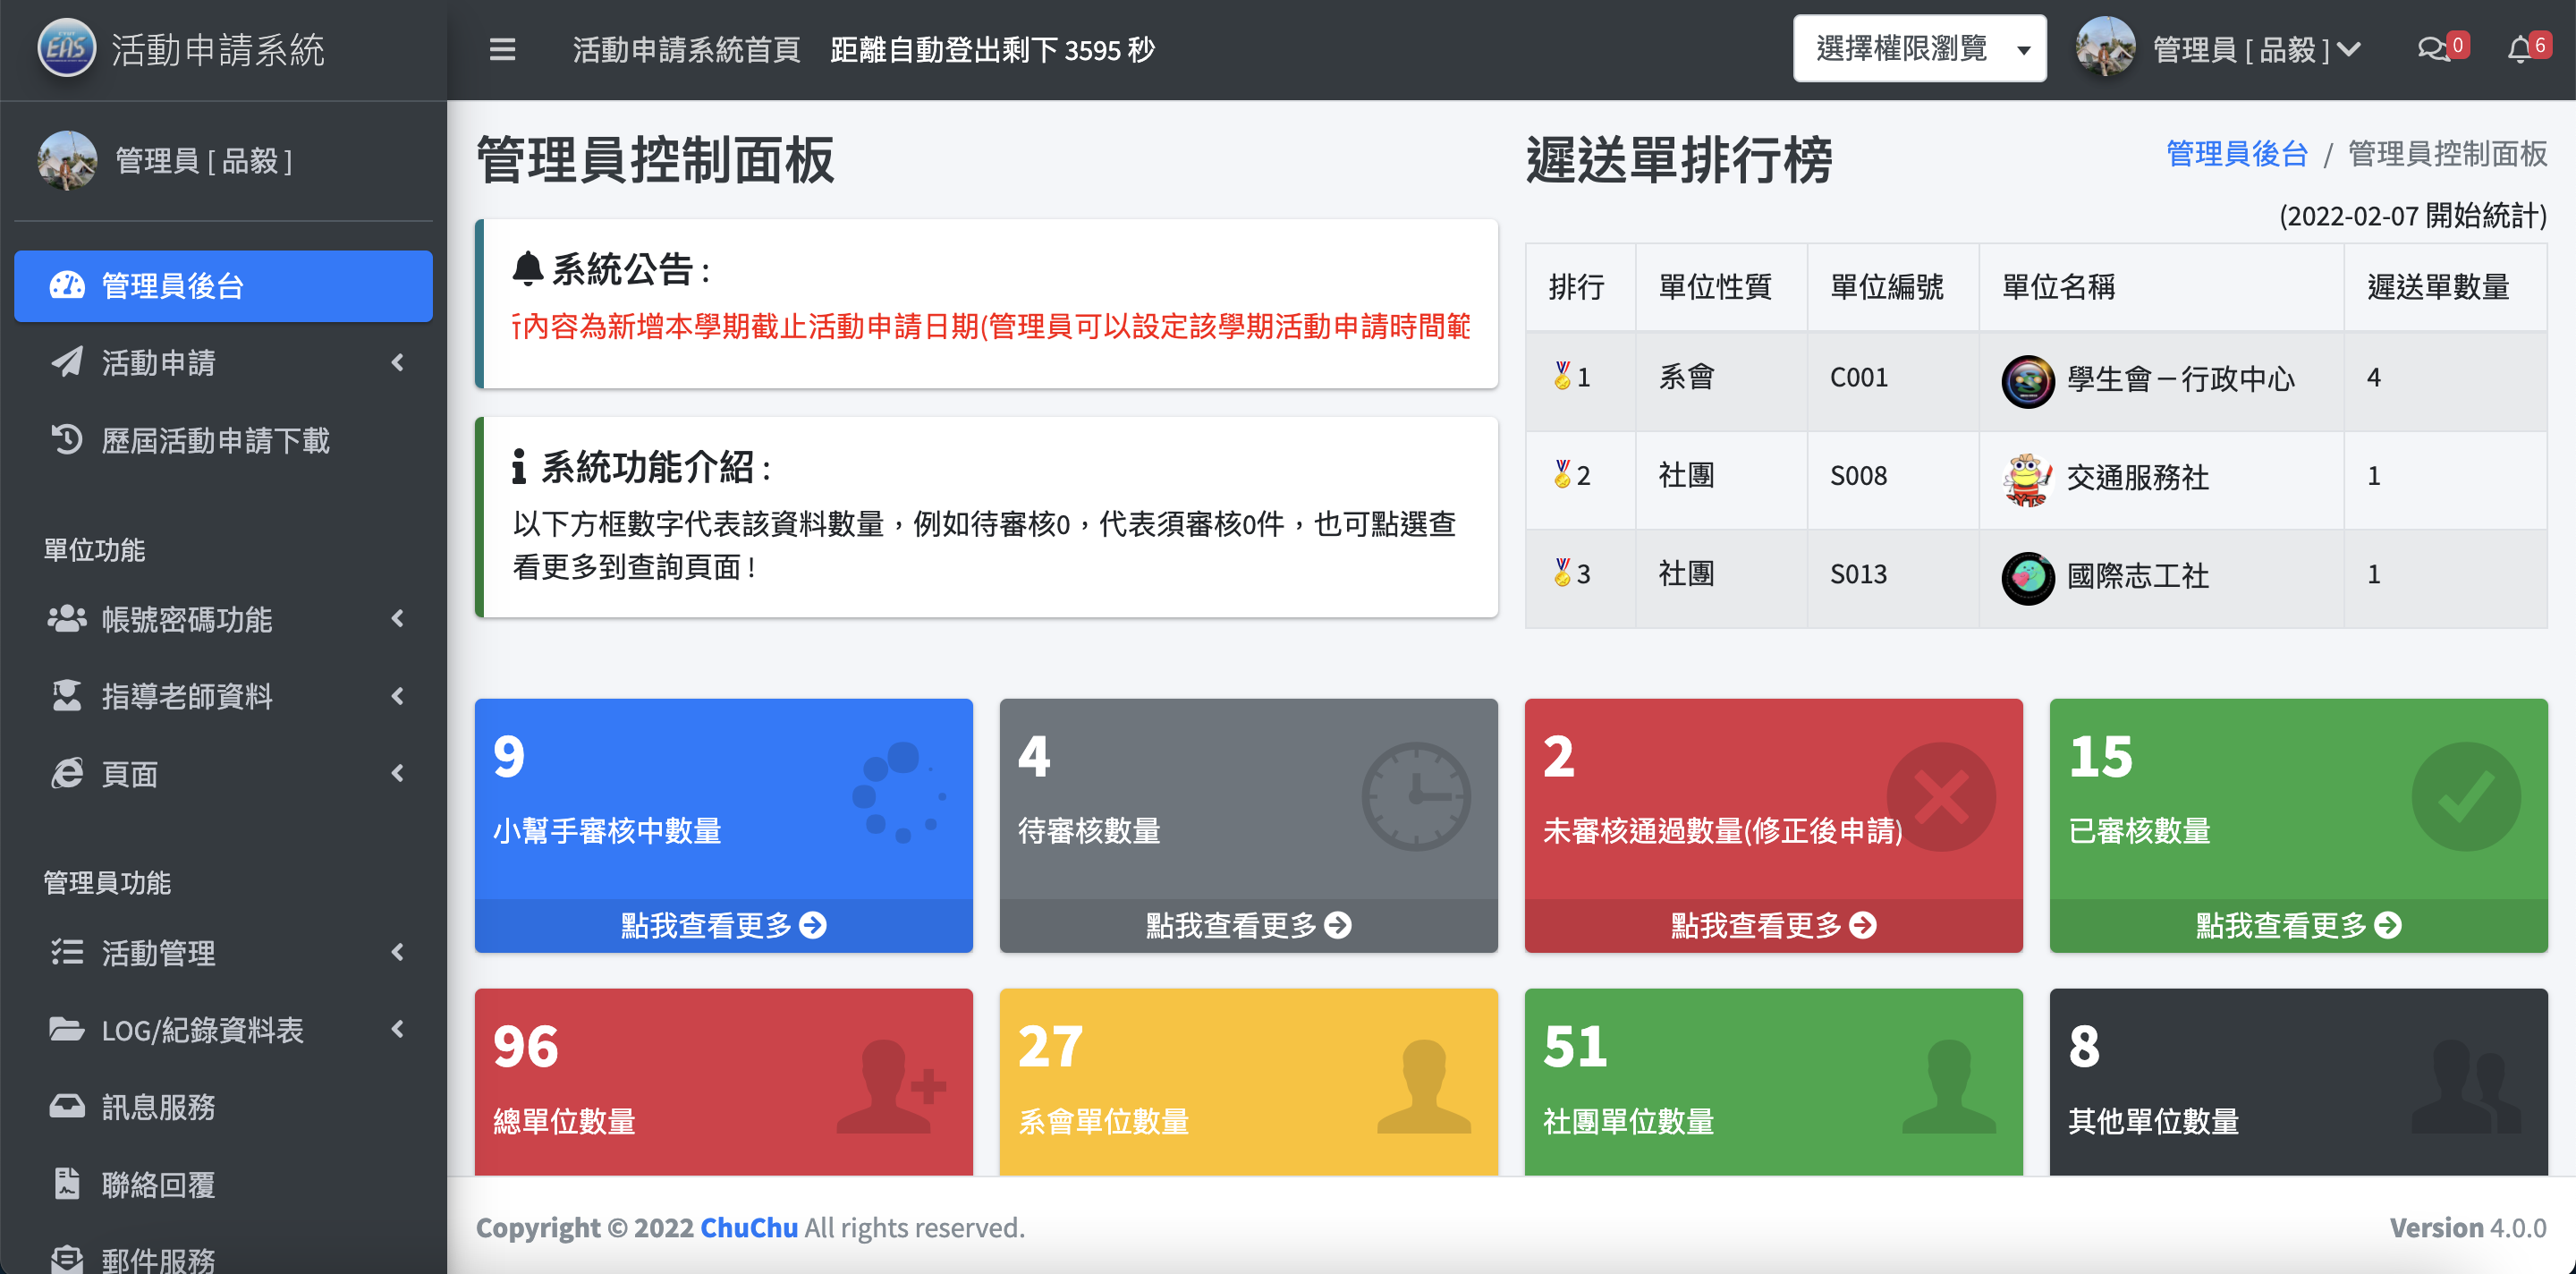 EAS 活動申請系統
活動申請系統首頁 距離自動登出剩下 3595 秒
選擇權限瀏覽
管理員 [ 品毅 ]
0
6
管理員 [ 品毅 ]
管理員後台
活動申請
歷屆活動申請下載
單位功能
帳號密碼功能
指導老師資料
頁面
管理員功能
活動管理
LOG/紀錄資料表
訊息服務
聯絡回覆
郵件服務
管理員控制面板
系統公告 :
內容為新增本學期截止活動申請日期(管理員可以設定該學期活動申請時間範
系統功能介紹 :
以下方框數字代表該資料數量，例如待審核0，代表須審核0件，也可點選查
看更多到查詢頁面 !
遲送單排行榜
管理員後台 / 管理員控制面板
(2022-02-07 開始統計)
排行 單位性質 單位編號 單位名稱 遲送單數量
1 系會 C001 學生會－行政中心 4
2 社團 S008 交通服務社 1
3 社團 S013 國際志工社 1
9
小幫手審核中數量
點我查看更多
4
待審核數量
點我查看更多
2
未審核通過數量(修正後申請)
點我查看更多
15
已審核數量
點我查看更多
96
總單位數量
27
系會單位數量
51
社團單位數量
8
其他單位數量
Copyright © 2022 ChuChu All rights reserved.
Version 4.0.0